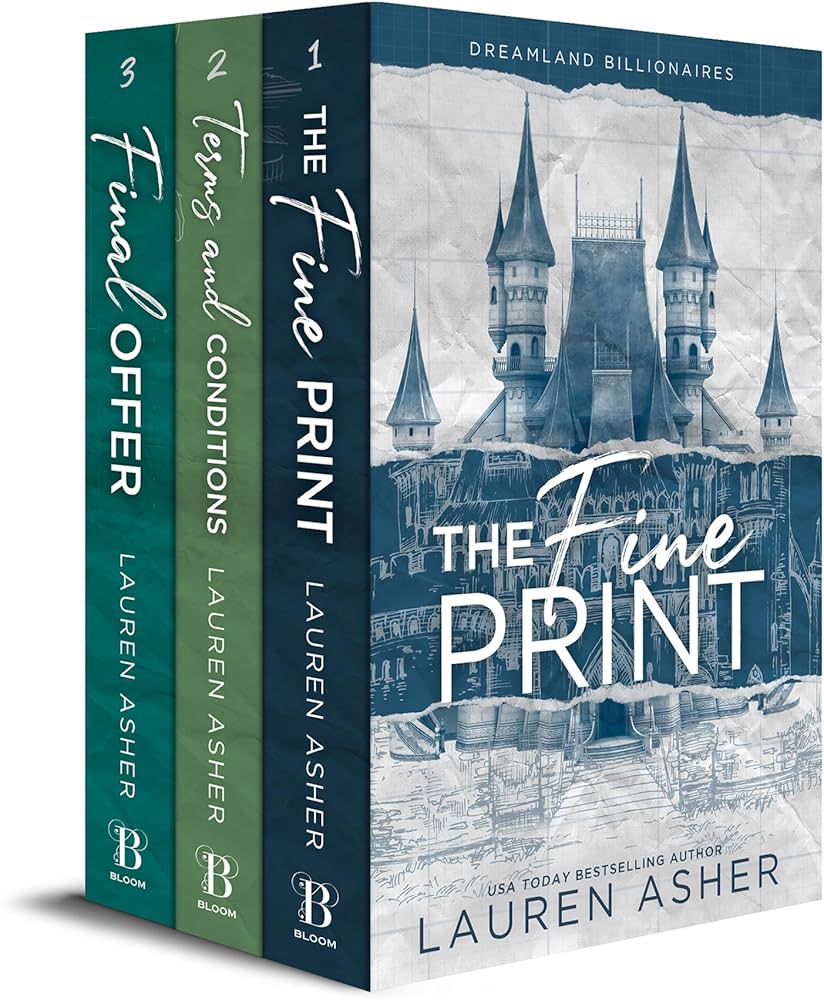 3
Final OFFER
LAUREN ASHER
B
BLOOM
2
Terms and CONDITIONS
LAUREN ASHER
B
BLOOM
1
THE Fine PRINT
LAUREN ASHER
B
BLOOM
DREAMLAND BILLIONAIRES
THE Fine
PRINT
USA TODAY BESTSELLING AUTHOR
LAUREN ASHER